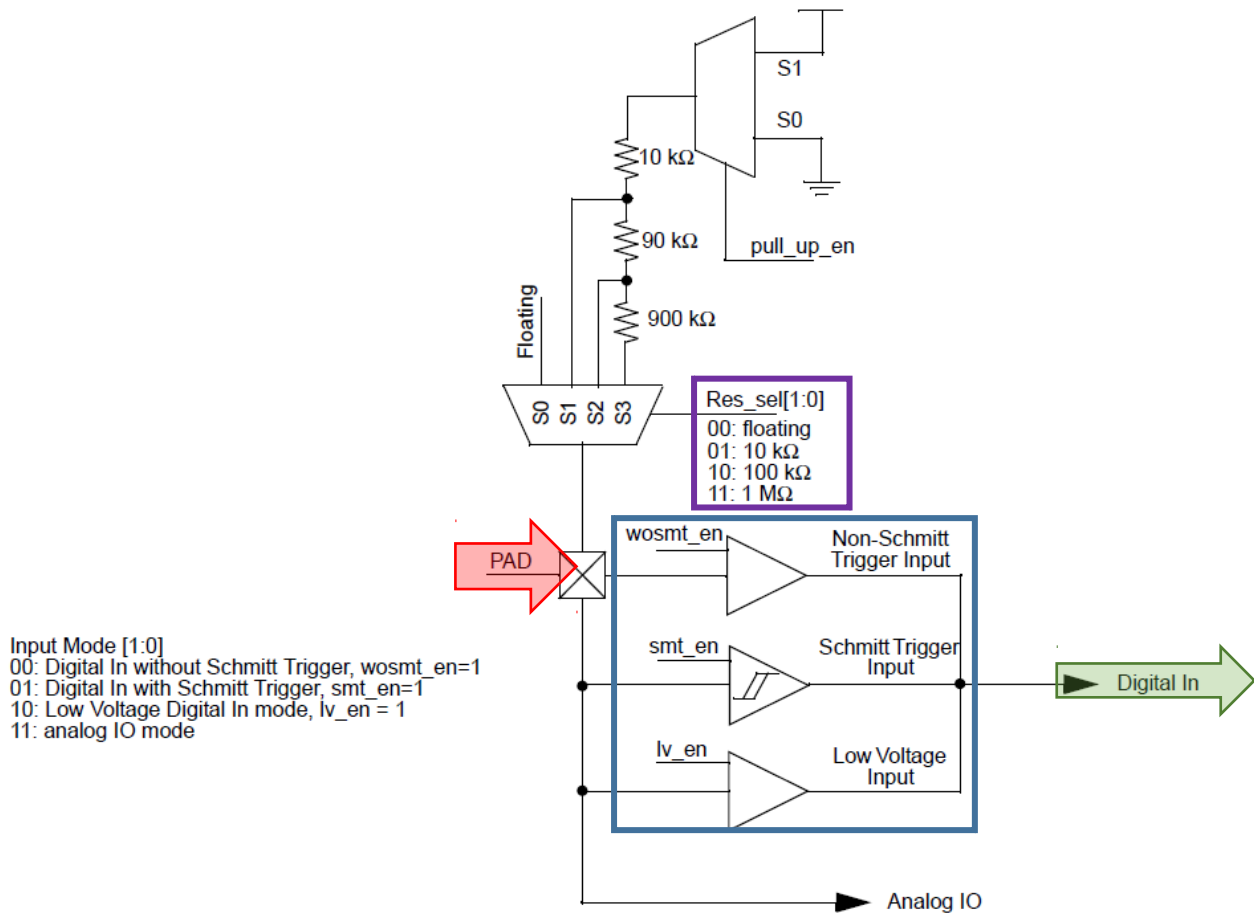 S1
S0
10 kΩ
90 kΩ
pull_up_en
900 kΩ
Floating
S0 S1 S2 S3
Res_sel[1:0]
00: floating
01: 10 kΩ
10: 100 kΩ
11: 1 MΩ
PAD
wosmt_en
Non-Schmitt
Trigger Input
Input Mode [1:0]
00: Digital In without Schmitt Trigger, wosmt_en=1
01: Digital In with Schmitt Trigger, smt_en=1
10: Low Voltage Digital In mode, lv_en = 1
11: analog IO mode
smt_en
Schmitt Trigger
Input
Digital In
lv_en
Low Voltage
Input
Analog IO